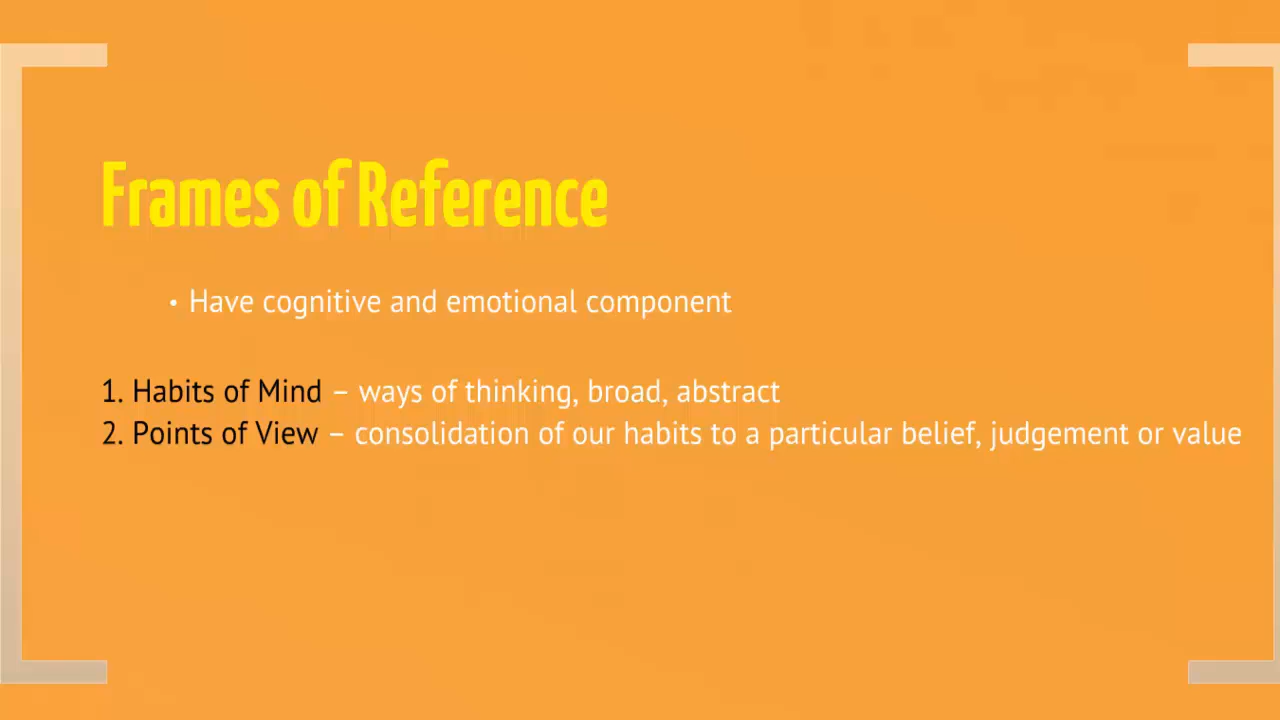 Frames of Reference
• Have cognitive and emotional component
1. Habits of Mind – ways of thinking, broad, abstract
2. Points of View – consolidation of our habits to a particular belief, judgement or value